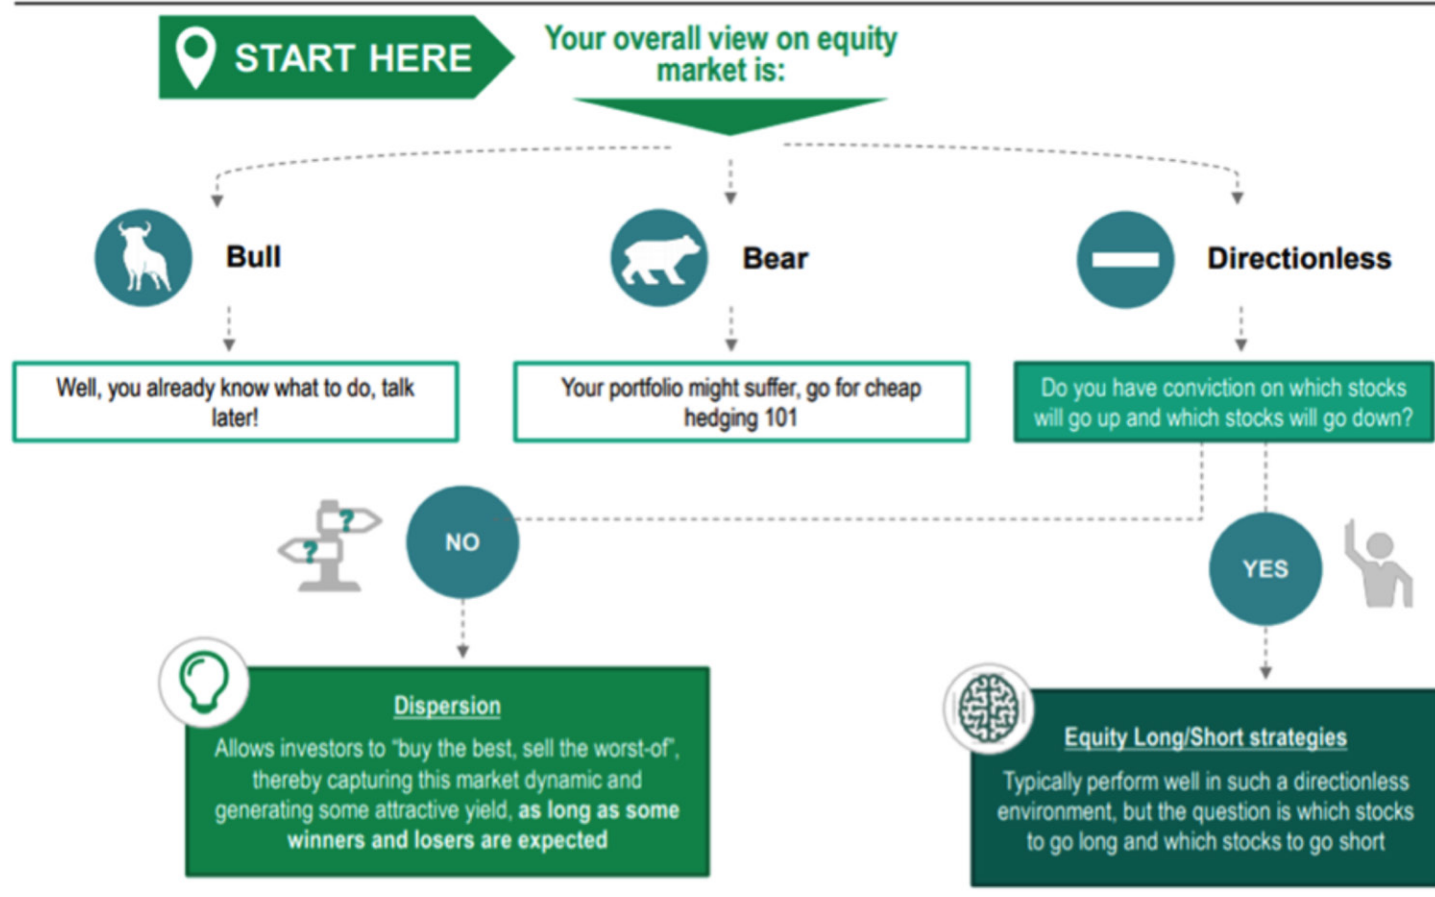 START HERE
Your overall view on equity
market is:
Bull
Bear
Directionless
Well, you already know what to do, talk
later!
Your portfolio might suffer, go for cheap
hedging 101
Do you have conviction on which stocks
will go up and which stocks will go down?
?
?
NO
YES
Dispersion
Allows investors to “buy the best, sell the worst-of”,
thereby capturing this market dynamic and
generating some attractive yield, as long as some
winners and losers are expected
Equity Long/Short strategies
Typically perform well in such a directionless
environment, but the question is which stocks
to go long and which stocks to go short